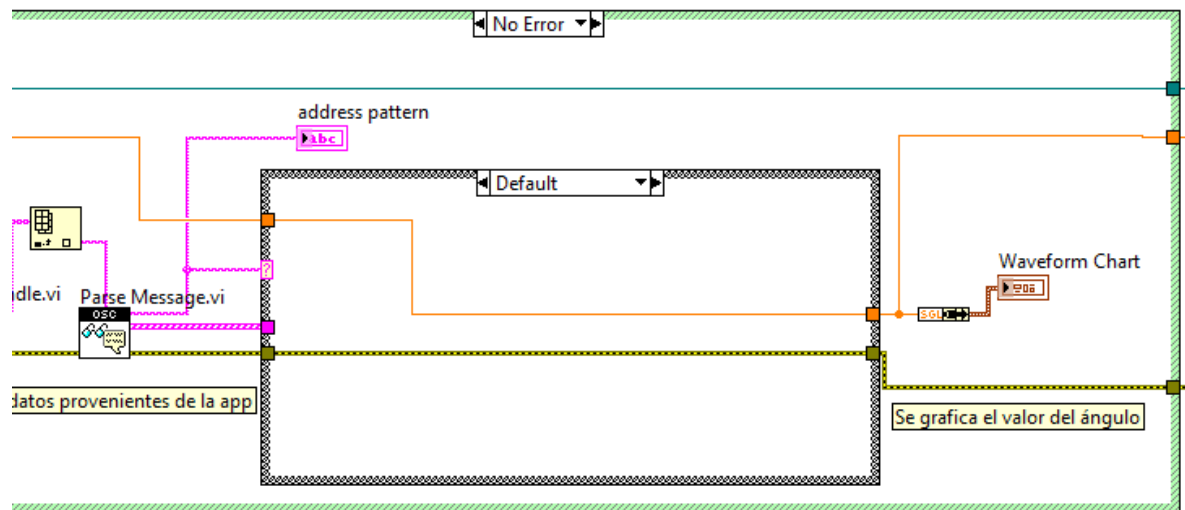 No Error
address pattern
abc
Default
?
Waveform Chart
dle.vi
Parse Message.vi
OSC
SGL
datos provenientes de la app
Se grafica el valor del ángulo